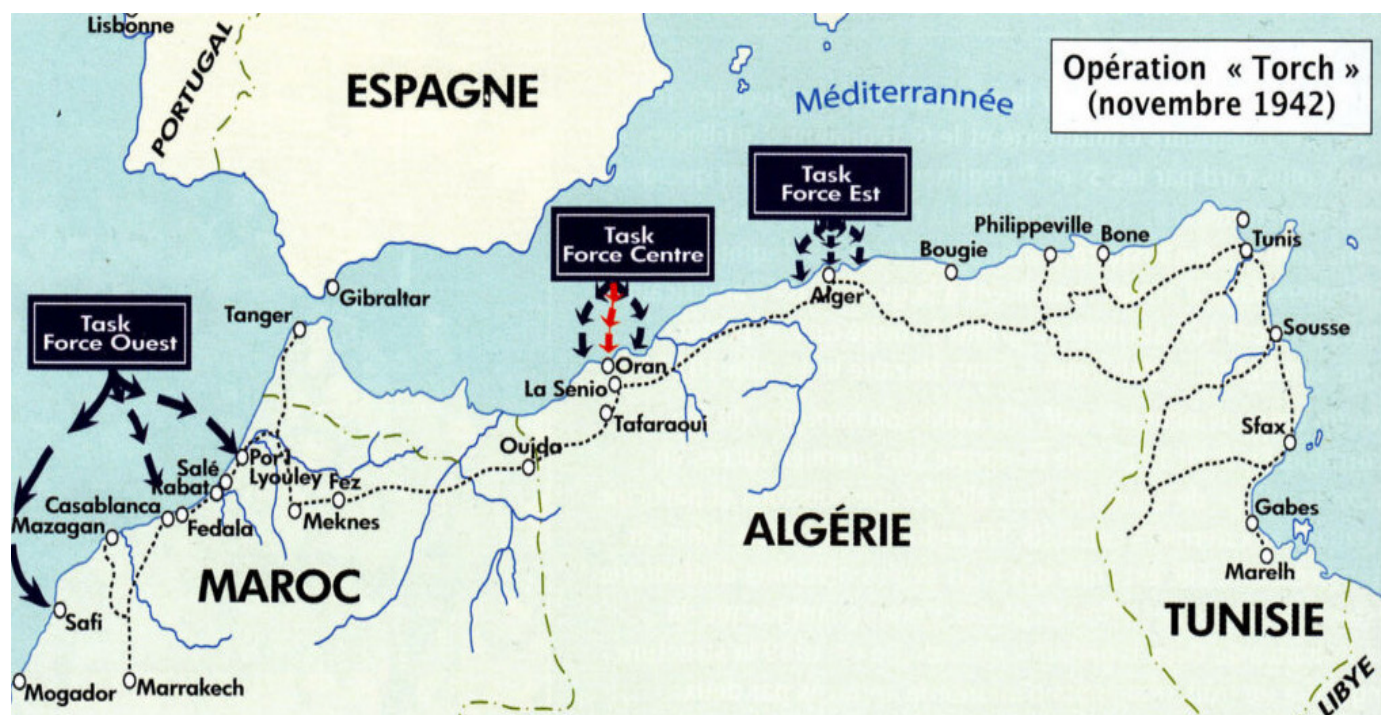 Lisbonne
PORTUGAL
ESPAGNE
Méditerrannée
Opération « Torch »
(novembre 1942)
Task
Force Est
Task
Force Centre
Task
Force Ouest
Gibraltar
Tanger
Alger
Bougie
Philippeville
Bone
Tunis
Sousse
Oran
La Senio
Tafaraoui
Oujda
Port
Lyouley
Fez
Meknes
Salé
Rabat
Casablanca
Fedala
Mazagan
Safi
Mogador
Marrakech
MAROC
ALGÉRIE
Sfax
Gabes
Marelh
TUNISIE
LIBYE